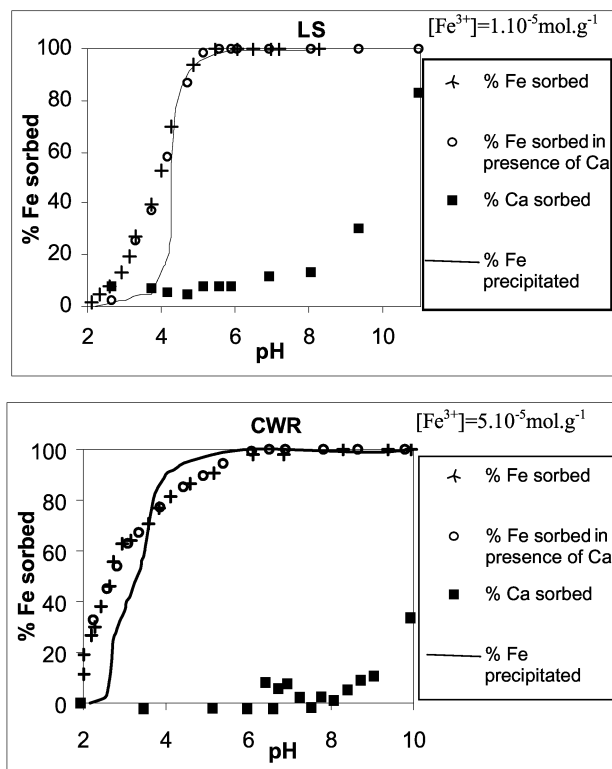 LS
[Fe³⁺]=1.10⁻⁵mol.g⁻¹
100
80
60
40
20
0
% Fe sorbed
2 4 6 8 10
pH
% Fe sorbed
% Fe sorbed in
presence of Ca
% Ca sorbed
% Fe
precipitated
CWR
[Fe³⁺]=5.10⁻⁵mol.g⁻¹
100
80
60
40
20
0
% Fe sorbed
2 4 6 8 10
pH
% Fe sorbed
% Fe sorbed in
presence of Ca
% Ca sorbed
% Fe
precipitated